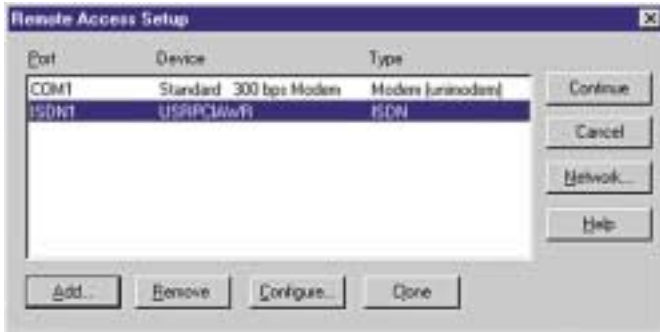 Remote Access Setup
Port Device Type
COM1 Standard 300 bps Modem Modem (unimodem)
ISDN1 ISDN
Continue
Cancel
Network...
Help
Add... Remove Configure... Clone